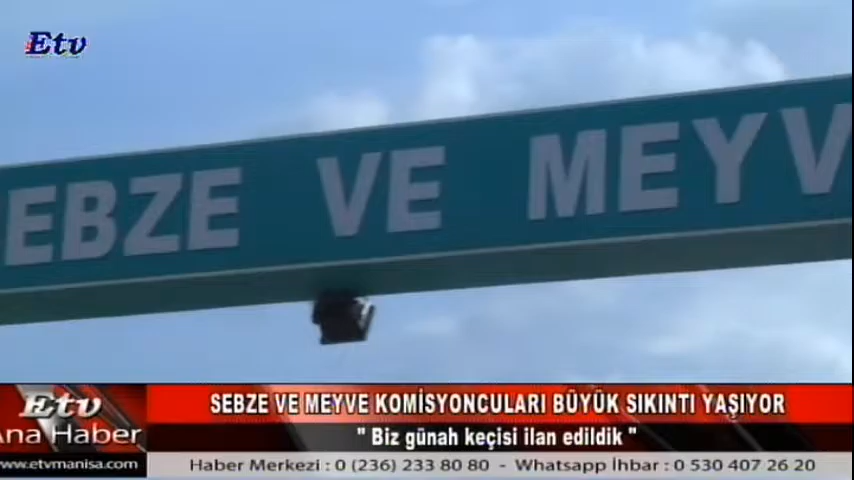 Etv
SEBZE VE MEYV
Etv
Ana Haber
www.etvmanisa.com
SEBZE VE MEYVE KOMİSYONCULARI BÜYÜK SIKINTI YAŞIYOR
" Biz günah keçisi ilan edildik "
Haber Merkezi : 0 (236) 233 80 80 - Whatsapp İhbar : 0 530 407 26 20